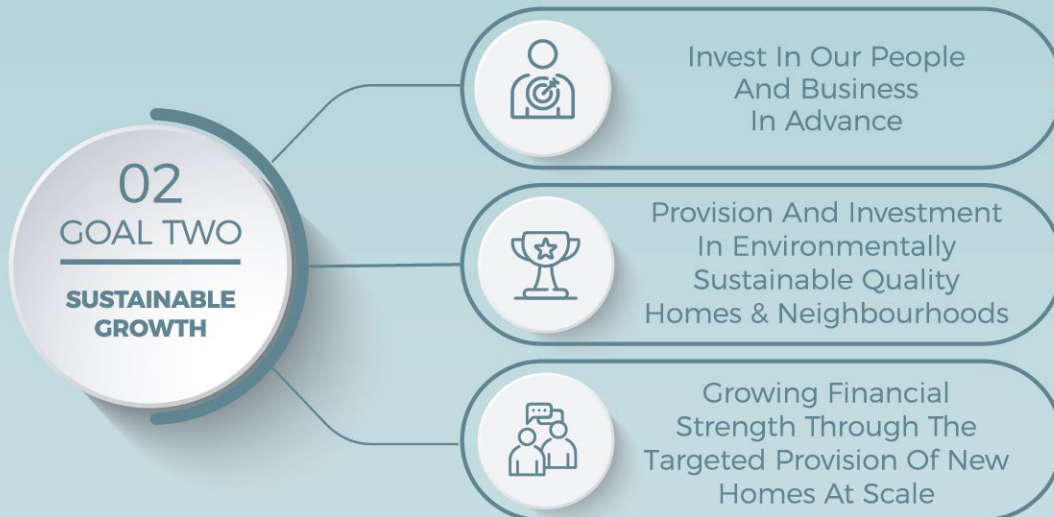 02
GOAL TWO
SUSTAINABLE
GROWTH
Invest In Our People
And Business
In Advance
Provision And Investment
In Environmentally
Sustainable Quality
Homes & Neighbourhoods
Growing Financial
Strength Through The
Targeted Provision Of New
Homes At Scale